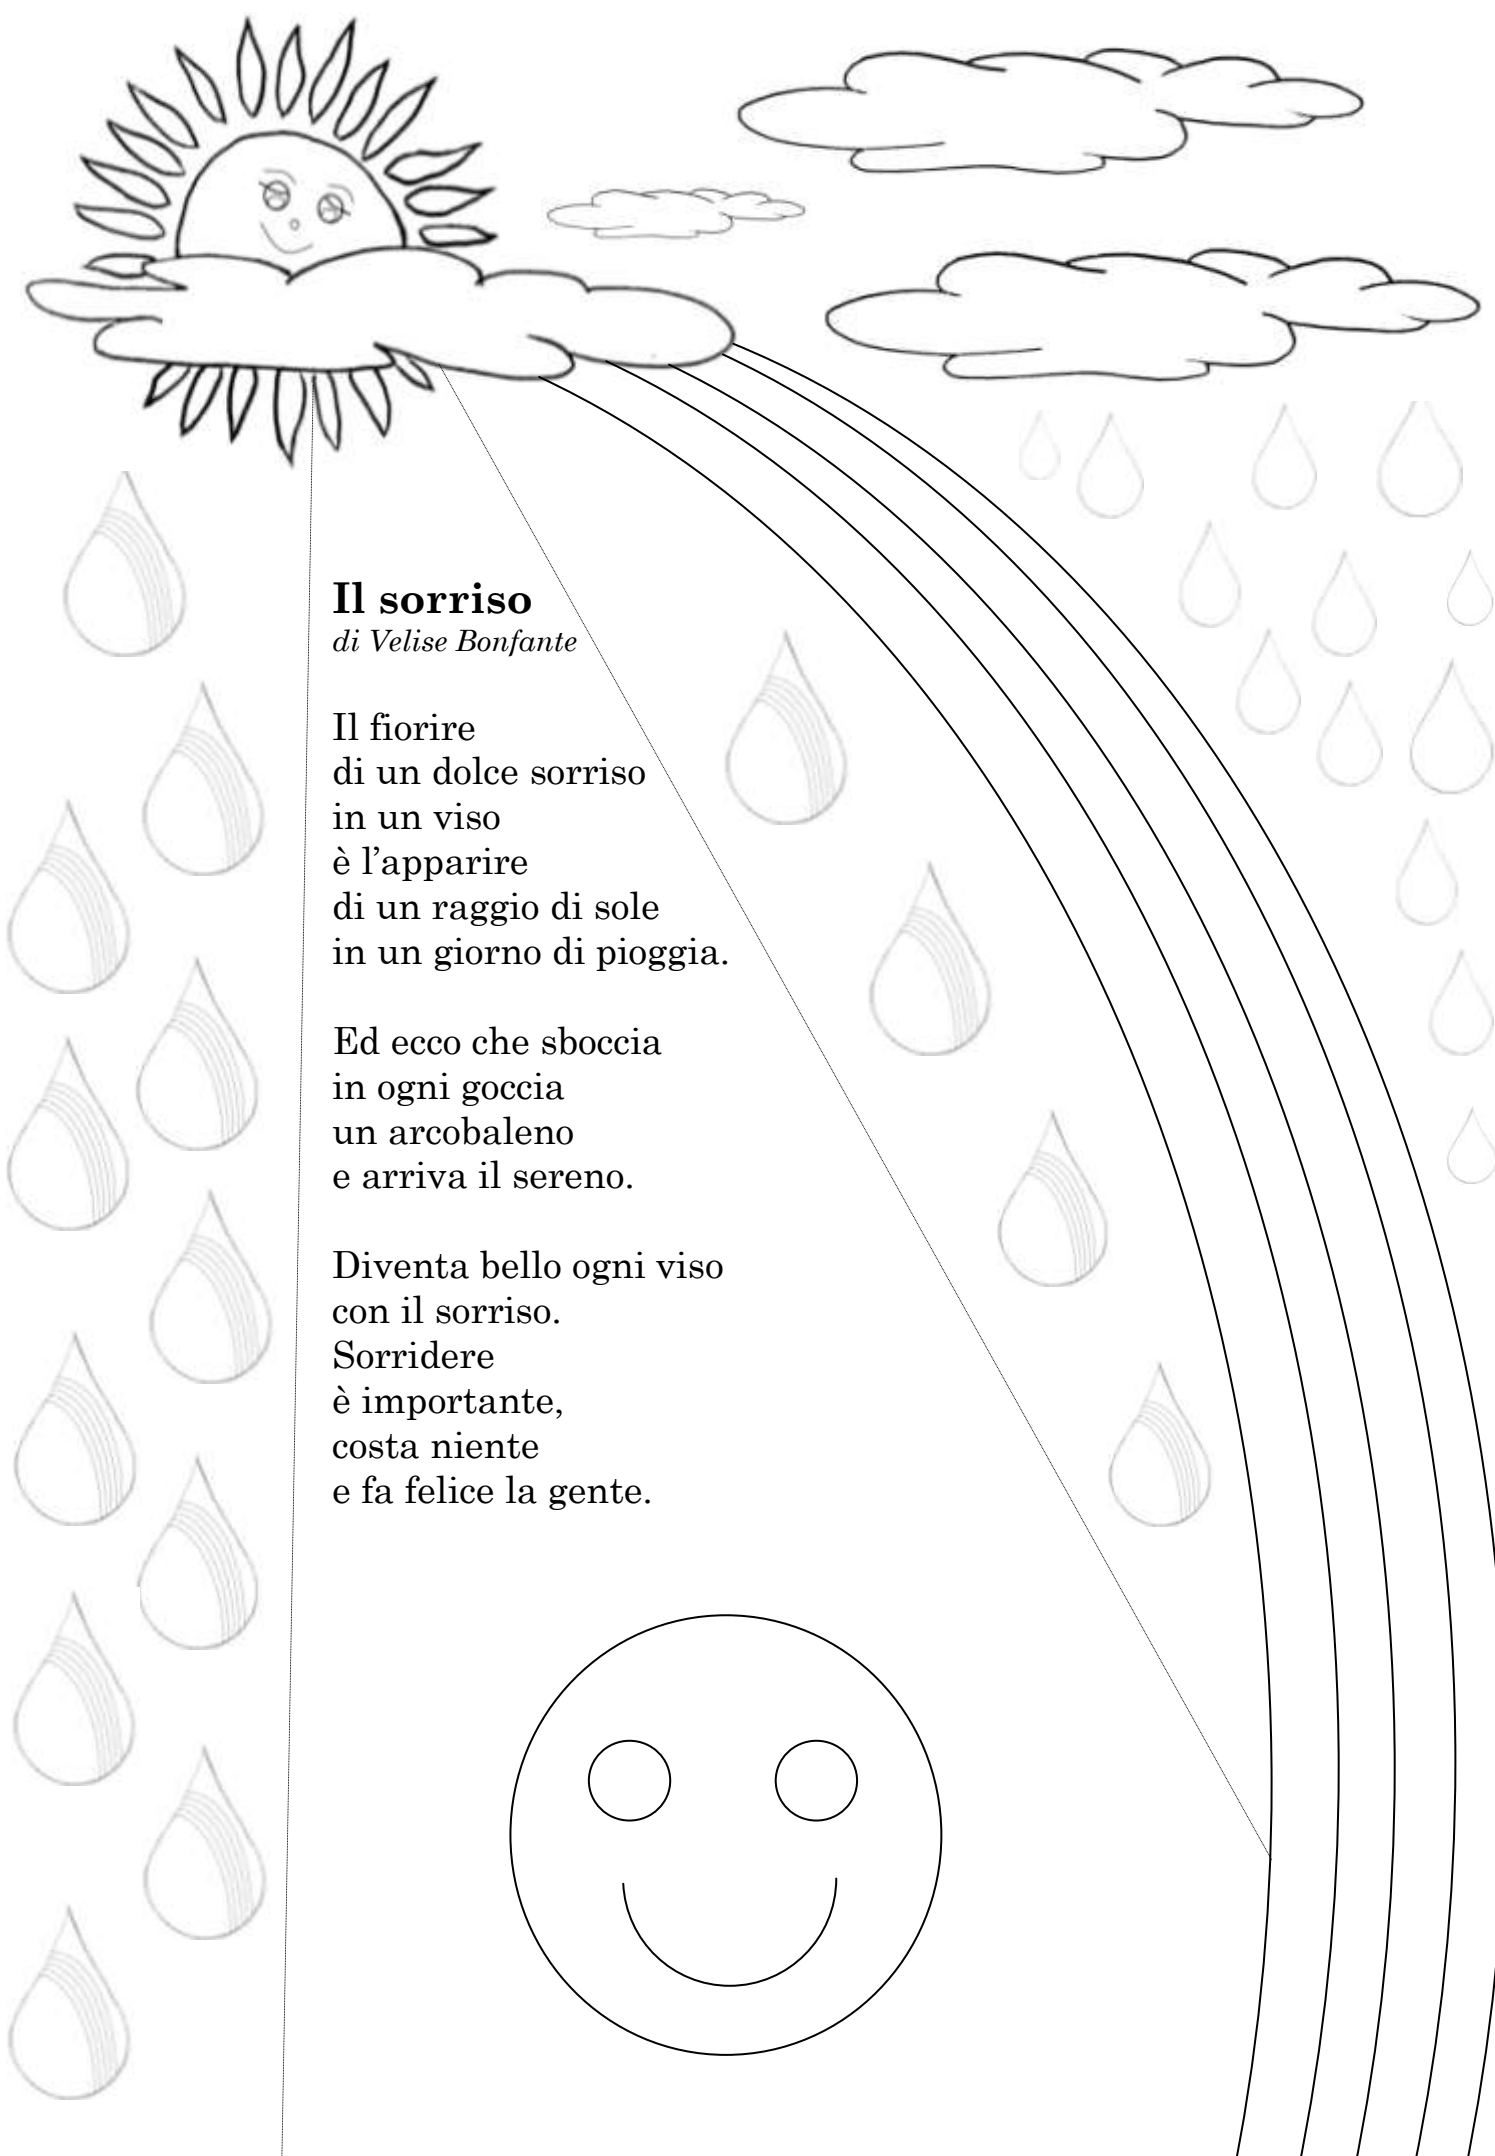 Il sorriso
di Velise Bonfante
Il fiorire
di un dolce sorriso
in un viso
è l’apparire
di un raggio di sole
in un giorno di pioggia.
Ed ecco che sboccia
in ogni goccia
un arcobaleno
e arriva il sereno.
Diventa bello ogni viso
con il sorriso.
Sorridere
è importante,
costa niente
e fa felice la gente.